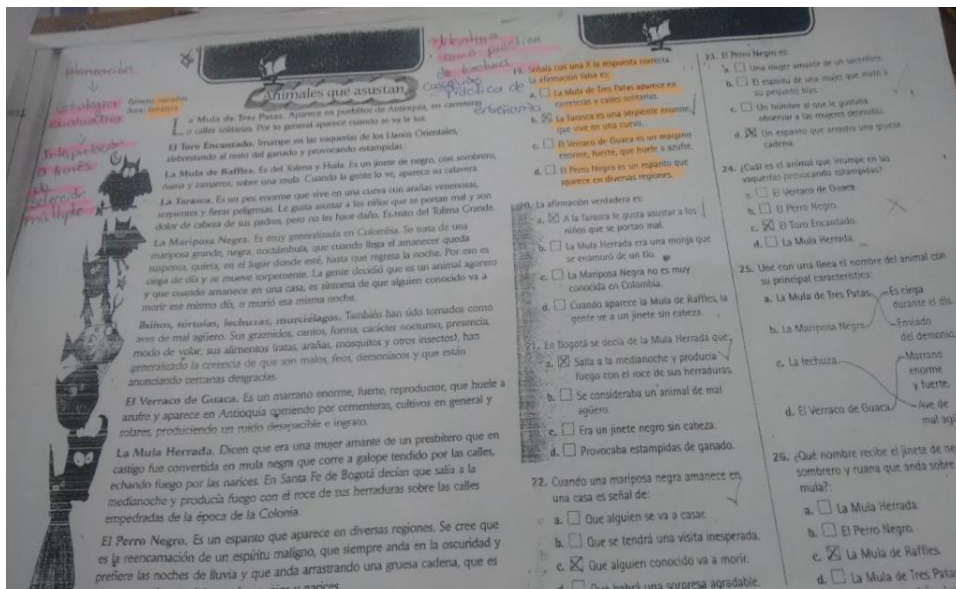 planeación.
evaluativa
Género: narrativo
Animales que asustan
La Mula de Tres Patas. Aparece en pueblitos de Antioquia, en carreteras
o calles solitarias. Por lo general aparece cuando se va la luz.
El Toro Encantado. Irrumpe en las vaquerías de los Llanos Orientales,
alebrestando al resto del ganado y provocando estampidas.
La Mula de Raffles. Es del Tolima y Huila. Es un jinete de negro, con sombrero,
ruana y zamarros, sobre una mula. Cuando la gente lo ve, aparece su calavera.
La Tarasca. Es un pez enorme que vive en una cueva con arañas venenosas,
serpientes y fieras peligrosas. Le gusta asustar a los niños que se portan mal y son
dolor de cabeza de sus padres, pero no les hace daño. Es mito del Tolima Grande.
La Mariposa Negra. Es muy generalizada en Colombia. Se trata de una
mariposa grande, negra, noctámbula, que cuando llega el amanecer queda
suspensa, quieta, en el lugar donde esté, hasta que regresa la noche. Por eso es
ciega de día y se mueve torpemente. La gente decidió que es un animal agorero
y que cuando amanece en una casa, es síntoma de que alguien conocido va a
morir ese mismo día, o murió esa misma noche.
Búhos, tórtolas, lechuzas, murciélagos. También han sido tomados como
aves de mal agüero. Sus graznidos, cantos, forma, carácter nocturno, presencia,
modo de volar, sus alimentos (ratas, arañas, mosquitos y otros insectos), han
generalizado la creencia de que son malos, feos, demoníacos y que están
anunciando cercanas desgracias.
El Verraco de Guaca. Es un marrano enorme, fuerte, reproductor, que huele a
azufre y aparece en Antioquia corriendo por cementeras, cultivos en general y
solares, produciendo un ruido desapacible e ingrato.
La Mula Herrada. Dicen que era una mujer amante de un presbítero que en
castigo fue convertida en mula negra que corre a galope tendido por las calles,
echando fuego por las narices. En Santa Fe de Bogotá decían que salía a la
medianoche y producía fuego con el roce de sus herraduras sobre las calles
empedradas de la época de la Colonia.
El Perro Negro. Es un espanto que aparece en diversas regiones. Se cree que
es la reencarnación de un espíritu maligno, que siempre anda en la oscuridad y
prefiere las noches de lluvia y que anda arrastrando una gruesa cadena, que es
y narices.
19. Señala con una X la respuesta correcta.
La afirmación falsa es:
a. La Mula de Tres Patas aparece en
carreteras y calles solitarias.
b. La Tarasca es una serpiente enorme
que vive en una cueva.
c. El Verraco de Guaca es un marrano
enorme, fuerte, que huele a azufre.
d. El Perro Negro es un espanto que
aparece en diversas regiones.
20. La afirmación verdadera es:
a. A la Tarasca le gusta asustar a los
niños que se portan mal.
b. La Mula Herrada era una monja que
se enamoró de un tío.
c. La Mariposa Negra no es muy
conocida en Colombia.
d. Cuando aparece la Mula de Raffles, la
gente ve a un jinete sin cabeza.
21. En Bogotá se decía de la Mula Herrada que:
a. Salía a la medianoche y producía
fuego con el roce de sus herraduras.
b. Se consideraba un animal de mal
agüero.
c. Era un jinete negro sin cabeza.
d. Provocaba estampidas de ganado.
22. Cuando una mariposa negra amanece en
una casa es señal de:
a. Que alguien se va a casar.
b. Que se tendrá una visita inesperada.
c. Que alguien conocido va a morir.
d. Que habrá una sorpresa agradable.
23. El Perro Negro es:
a. Una mujer amante de un sacerdote.
b. El espíritu de una mujer que mató a
su pequeño hijo.
c. Un hombre al que le gustaba
observar a las mujeres desnudas.
d. Un espanto que arrastra una gruesa
cadena.
24. ¿Cuál es el animal que irrumpe en las
vaquerías provocando estampidas?
a. El Verraco de Guaca.
b. El Perro Negro.
c. El Toro Encantado.
d. La Mula Herrada.
25. Une con una línea el nombre del animal con
su principal característica:
a. La Mula de Tres Patas
Es ciega
durante el día.
b. La Mariposa Negra
Enviado
del demonio.
c. La lechuza.
Marrano
enorme
y fuerte.
d. El Verraco de Guaca
Ave de
mal
26. ¿Qué nombre recibe el jinete de
sombrero y ruana que anda sobre
mula?:
a. La Mula Herrada.
b. El Perro Negro.
c. La Mula de Raffles.
d. La Mula de Tres